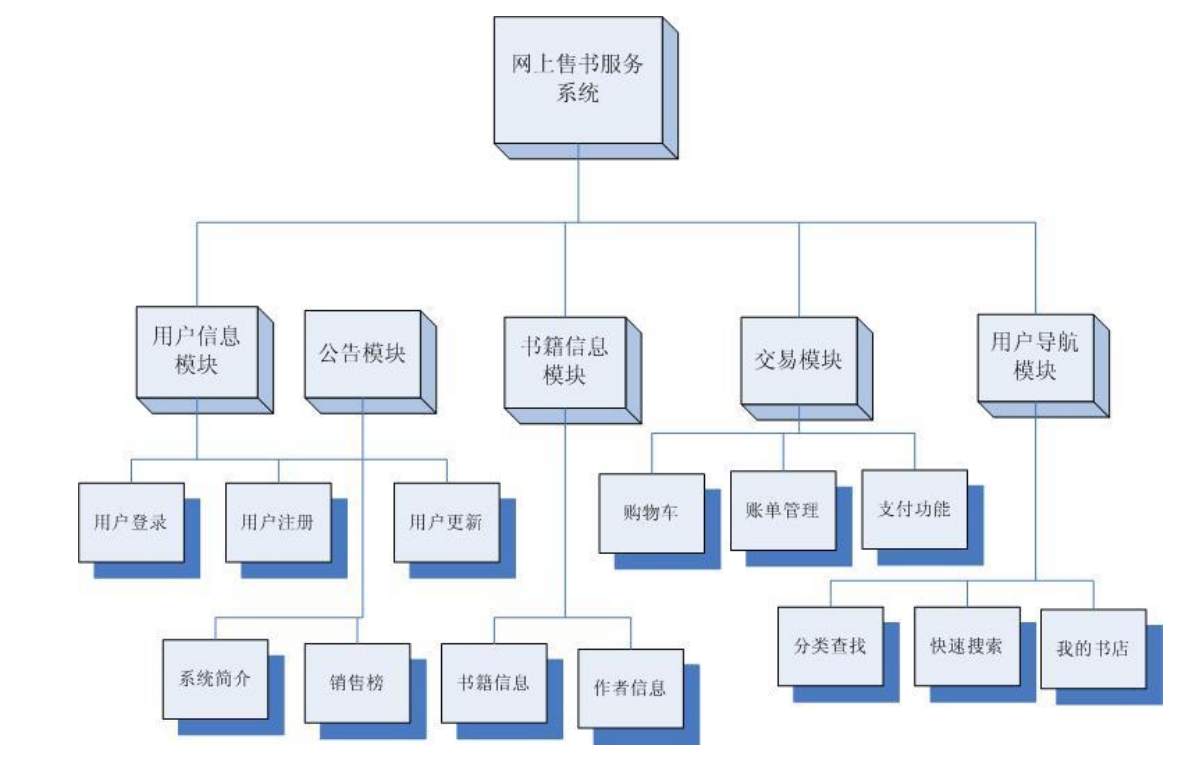 网上售书服务
系统
用户信息
模块
公告模块
书籍信息
模块
交易模块
用户导航
模块
用户登录
用户注册
用户更新
购物车
账单管理
支付功能
系统简介
销售榜
书籍信息
作者信息
分类查找
快速搜索
我的书店